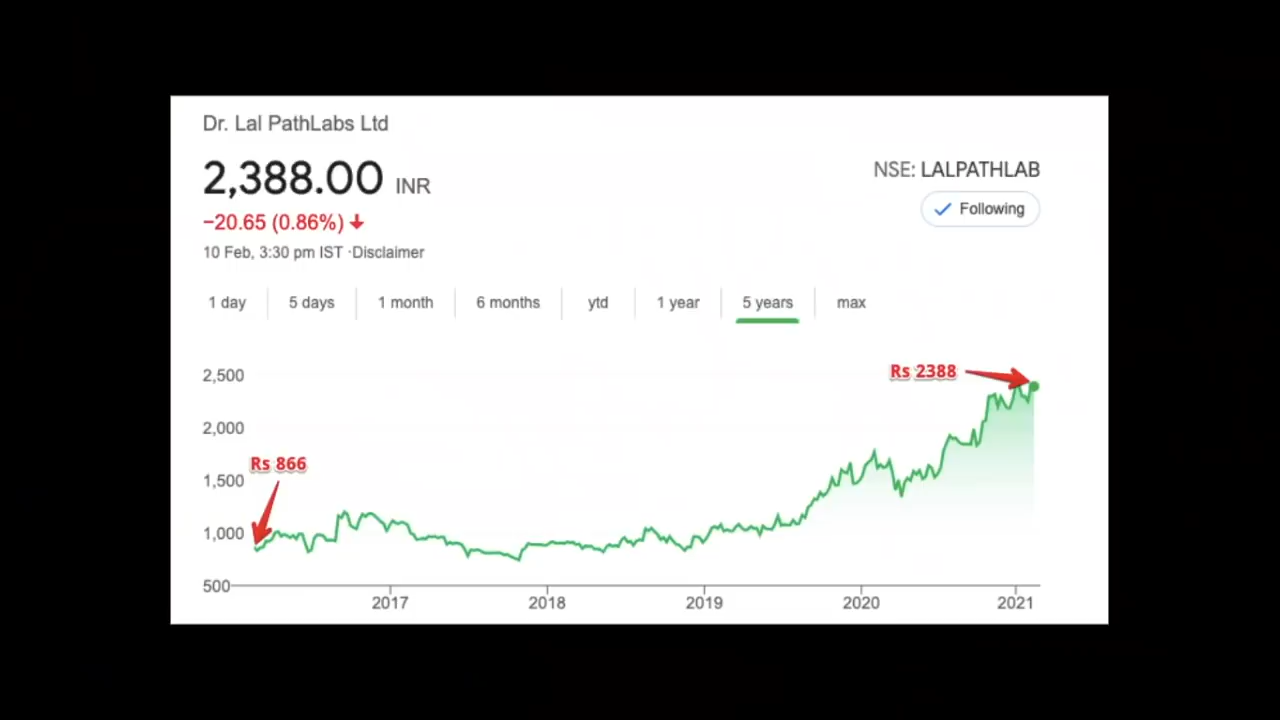 Dr. Lal PathLabs Ltd
2,388.00 INR
NSE: LALPATHLAB
−20.65 (0.86%)
Following
10 Feb, 3:30 pm IST ·Disclaimer
1 day 5 days 1 month 6 months ytd 1 year 5 years max
2,500
Rs 2388
2,000
Rs 866
1,500
1,000
500
2017 2018 2019 2020 2021